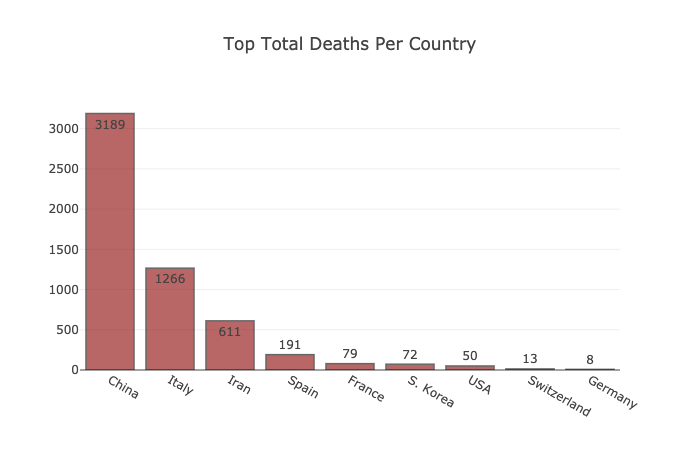 Top Total Deaths Per Country
3000
2500
2000
1500
1000
500
0
3189
1266
611
191
79
72
50
13
8
China
Italy
Iran
Spain
France
S. Korea
USA
Switzerland
Germany